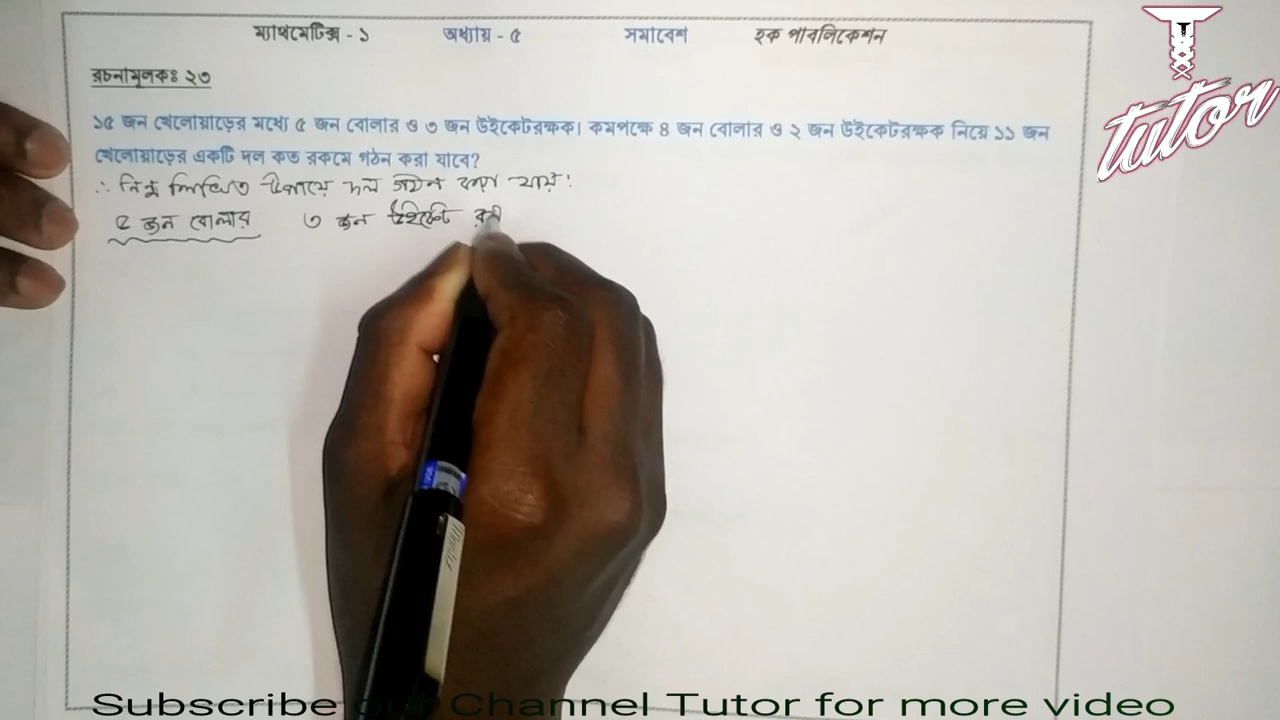 ম্যাথমেটিক্স - ১ অধ্যায় - ৫ সমাবেশ হক পাবলিকেশন
রচনামূলকঃ ২৩
১৫ জন খেলোয়াড়ের মধ্যে ৫ জন বোলার ও ৩ জন উইকেটরক্ষক। কমপক্ষে ৪ জন বোলার ও ২ জন উইকেটরক্ষক নিয়ে ১১ জন
খেলোয়াড়ের একটি দল কত রকমে গঠন করা যাবে?
∴ নিম্ন লিখিত উপায়ে দল গঠন করা যায়:
৫ জন বোলার ৩ জন উইকেট
T
tutor
Subscribe our Channel Tutor for more video